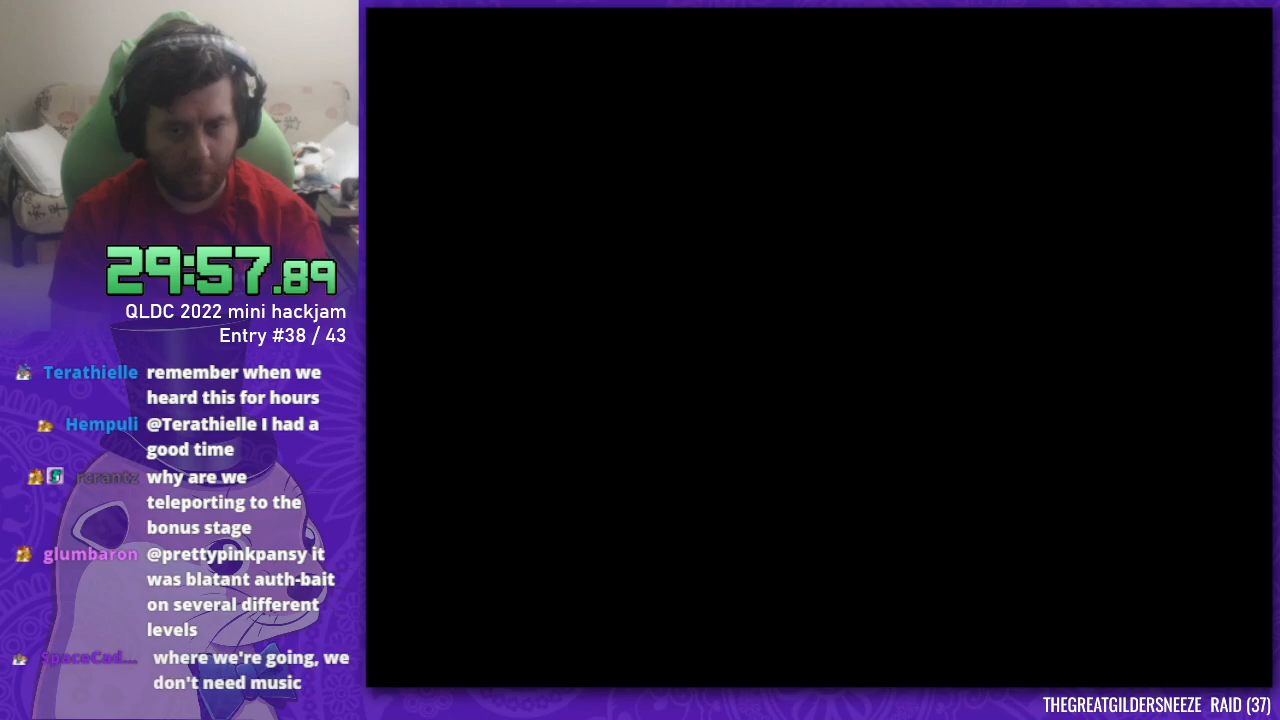 29:57.89
QLDC 2022 mini hackjam
Entry #38 / 43
Terathielle remember when we
heard this for hours
Hempuli @Terathielle I had a
good time
rcrantz why are we
teleporting to the
bonus stage
glumbaron @prettypinkpansy it
was blatant auth-bait
on several different
levels
SpaceCad... where we're going, we
don't need music
THEGREATGILDERSNEEZE RAID (37)